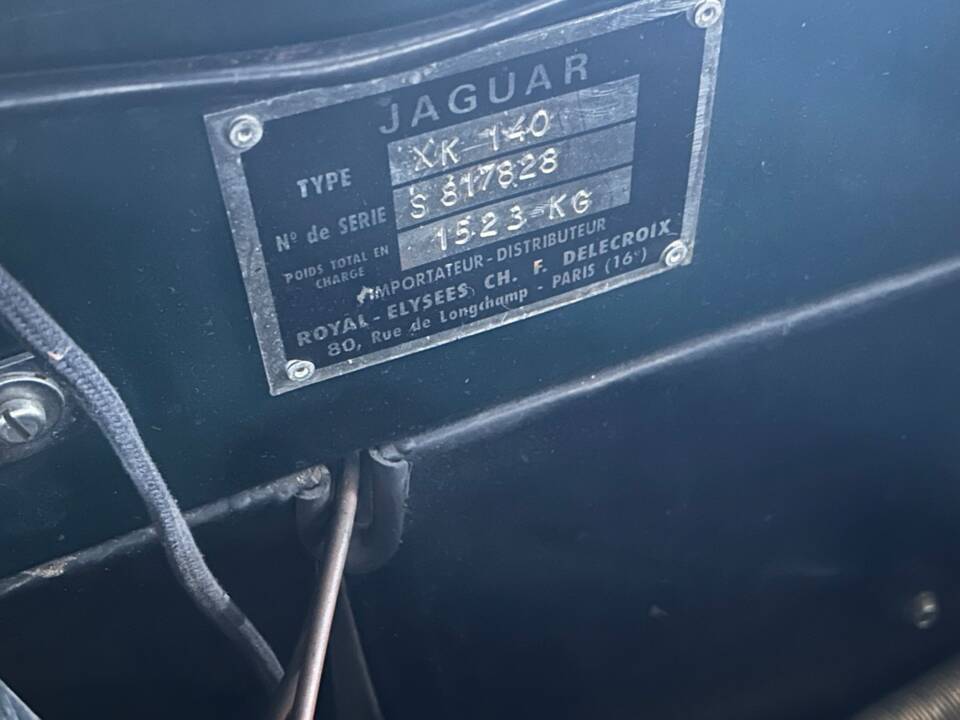 JAGUAR
TYPE XK 140
Nº de SERIE S 817828
POIDS TOTAL EN CHARGE 1523 KG
IMPORTATEUR - DISTRIBUTEUR
ROYAL - ELYSEES CH. F. DELECROIX
80, Rue de Longchamp - PARIS (16ᵉ)